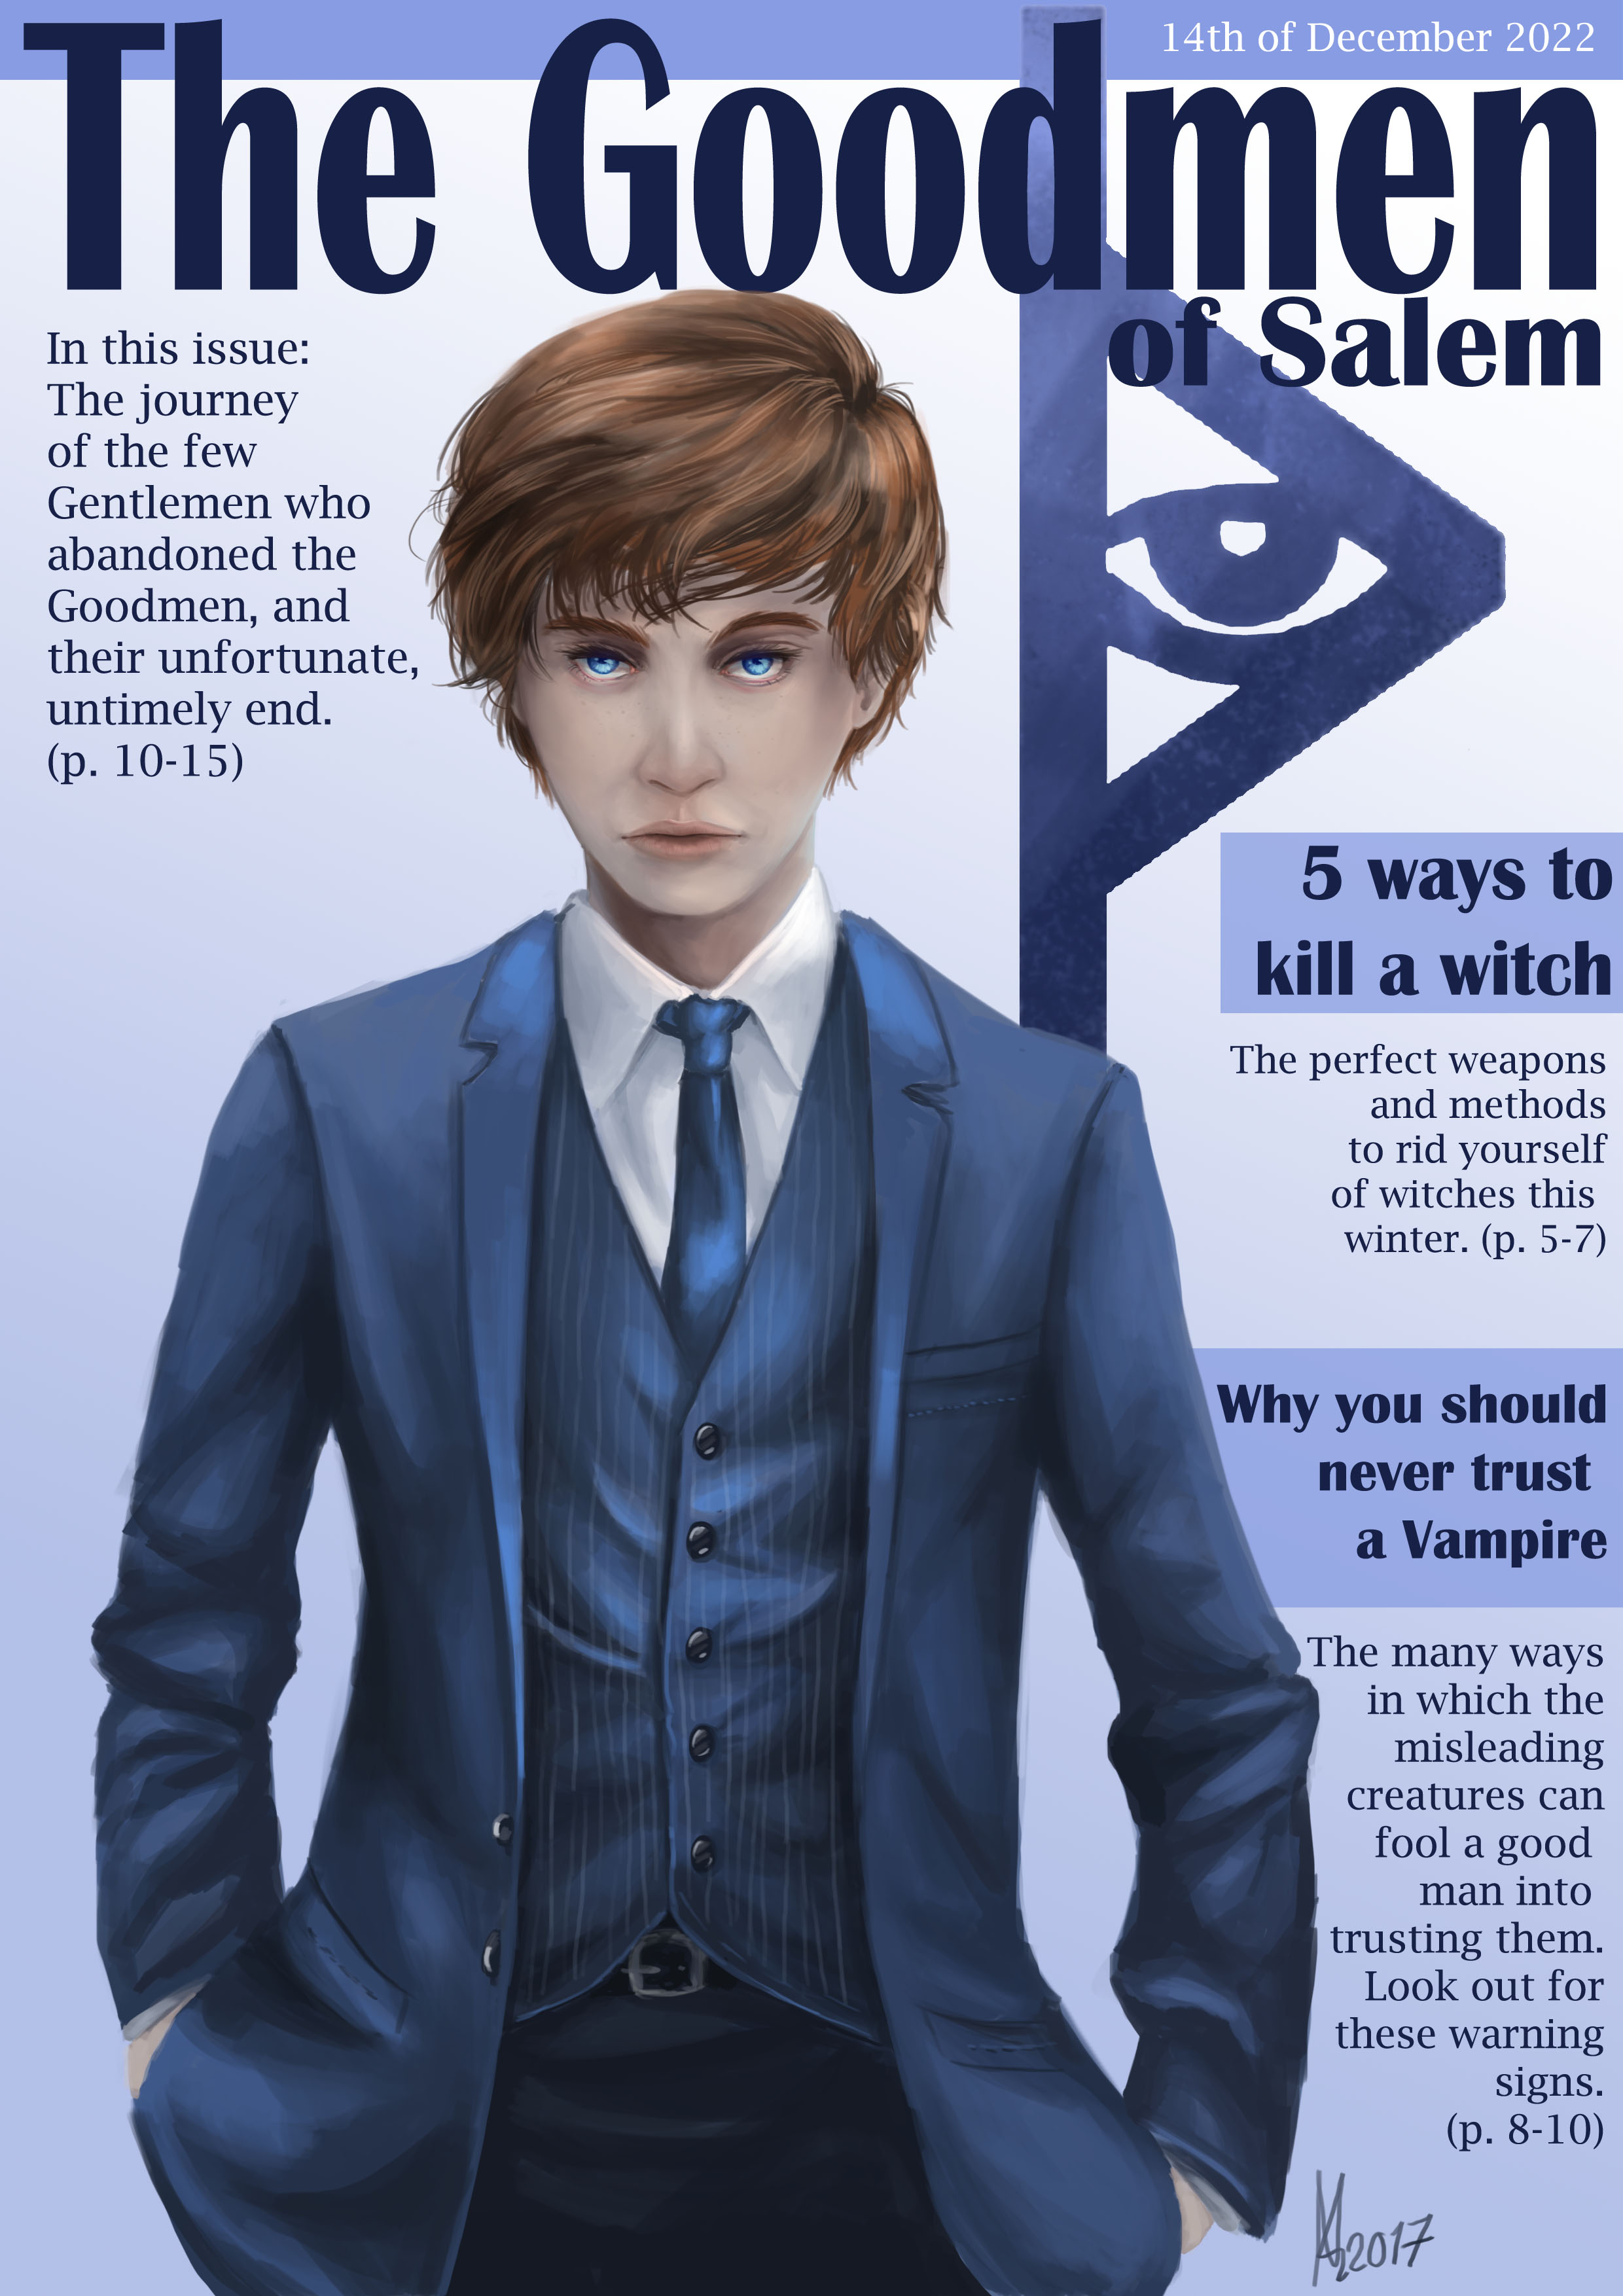 14th of December 2022
The Goodmen
of Salem
In this issue:
The journey
of the few
Gentlemen who
abandoned the
Goodmen, and
their unfortunate,
untimely end.
(p. 10-15)
5 ways to
kill a witch
The perfect weapons
and methods
to rid yourself
of witches this
winter. (p. 5-7)
Why you should
never trust
a Vampire
The many ways
in which the
misleading
creatures can
fool a good
man into
trusting them.
Look out for
these warning
signs.
(p. 8-10)
2017